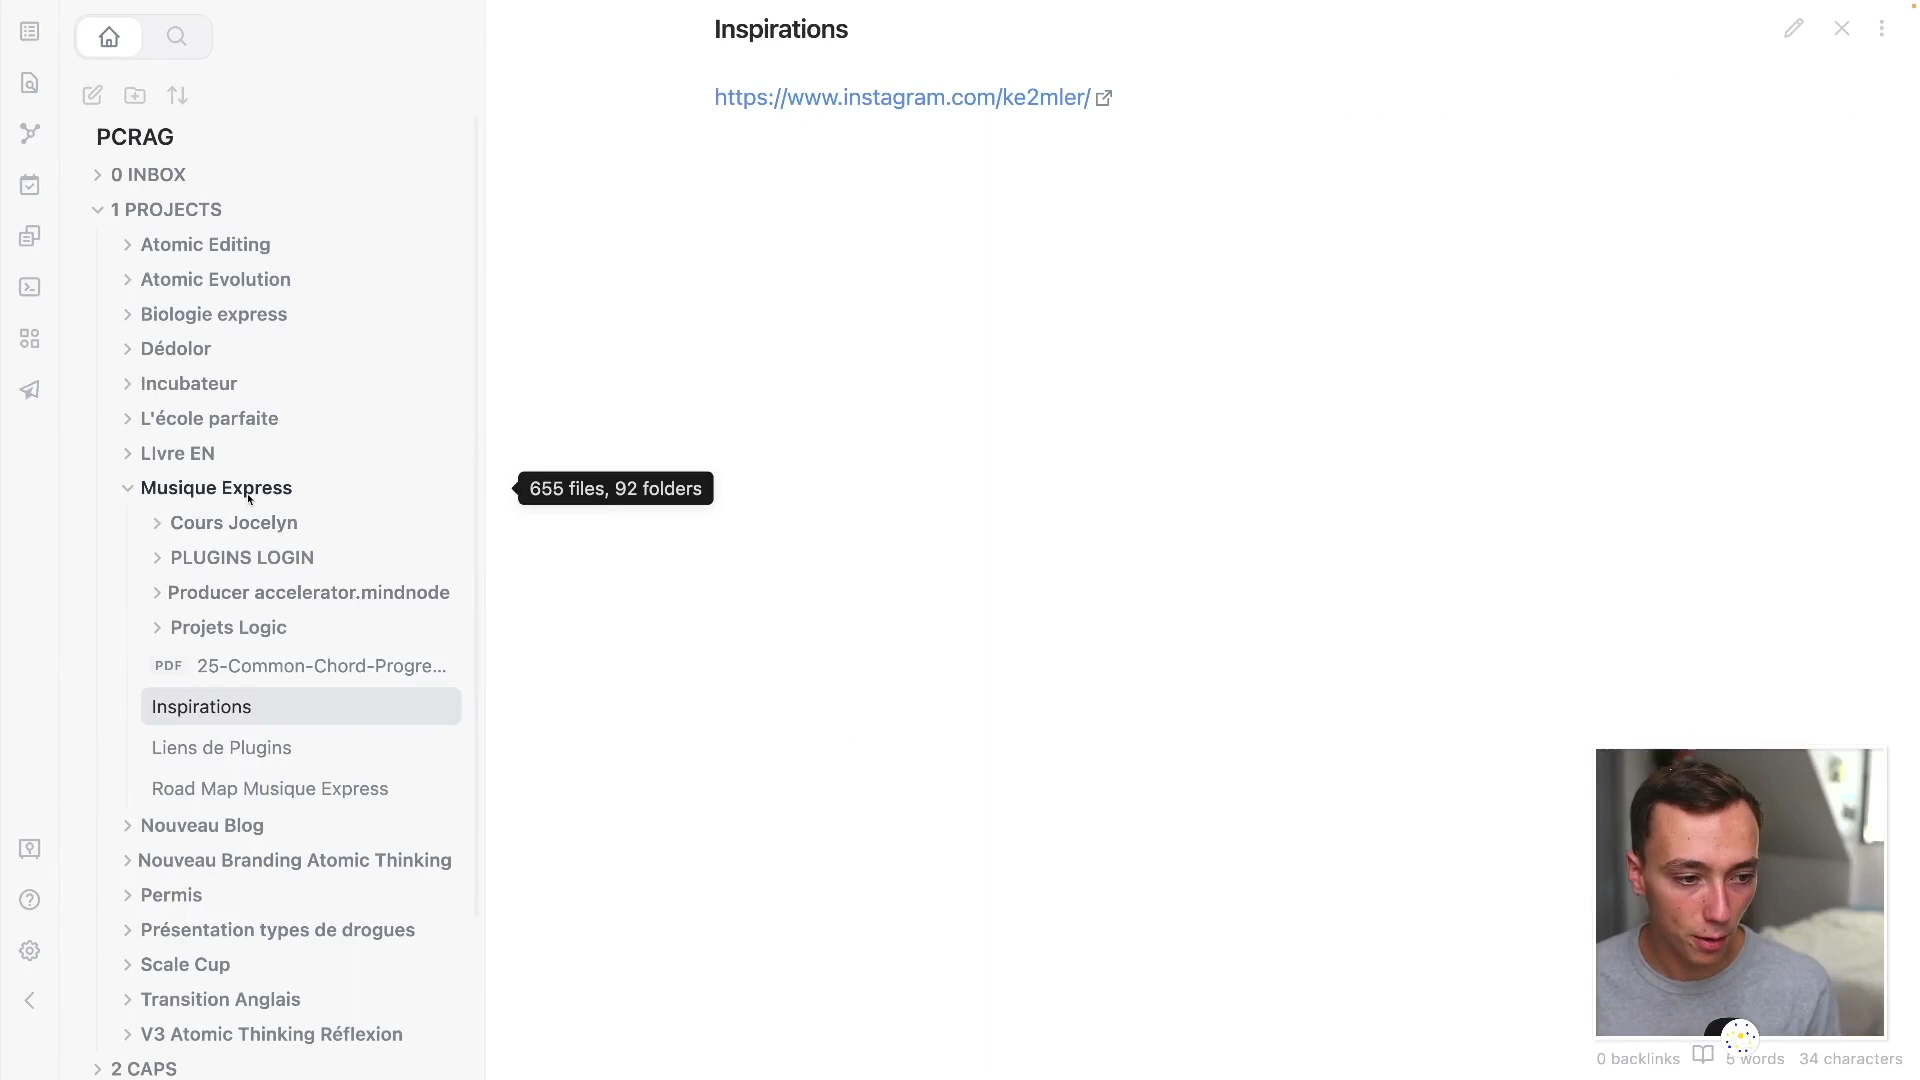 Inspirations
https://www.instagram.com/ke2mler/
PCRAG
0 INBOX
1 PROJECTS
Atomic Editing
Atomic Evolution
Biologie express
Dédolor
Incubateur
L'école parfaite
LIvre EN
Musique Express
655 files, 92 folders
Cours Jocelyn
PLUGINS LOGIN
Producer accelerator.mindnode
Projets Logic
PDF 25-Common-Chord-Progre...
Inspirations
Liens de Plugins
Road Map Musique Express
Nouveau Blog
Nouveau Branding Atomic Thinking
Permis
Présentation types de drogues
Scale Cup
Transition Anglais
V3 Atomic Thinking Réflexion
2 CAPS
0 backlinks 5 words 34 characters